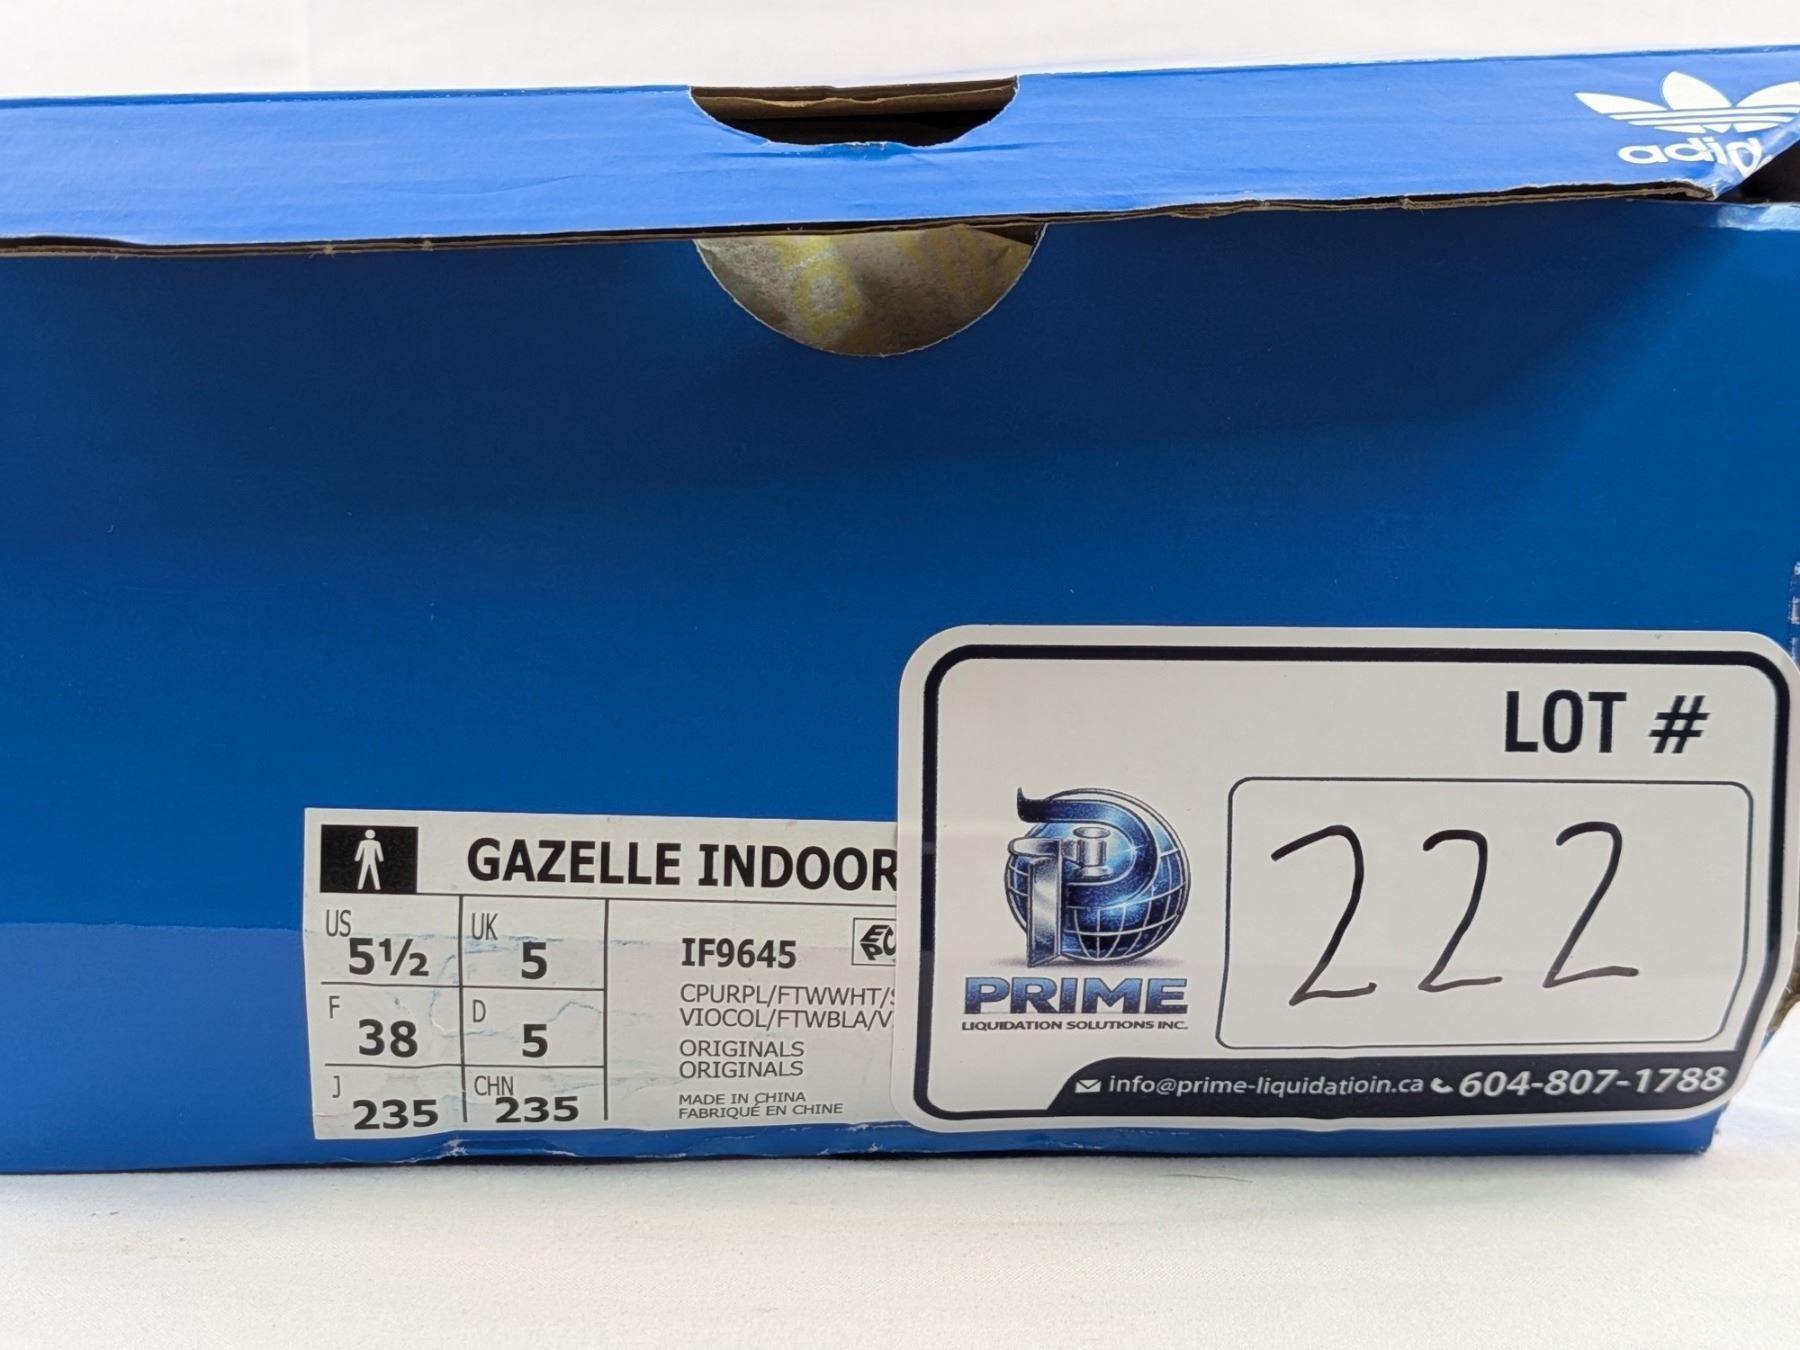 adid
LOT #
222
PRIME
LIQUIDATION SOLUTIONS INC.
info@prime-liquidatioin.ca 604-807-1788
GAZELLE INDOOR
US 5½ UK 5
F 38 D 5
J 235 CHN 235
IF9645
CPURPL/FTWWHT/
VIOCOL/FTWBLA/V
ORIGINALS
ORIGINALS
MADE IN CHINA
FABRIQUÉ EN CHINE